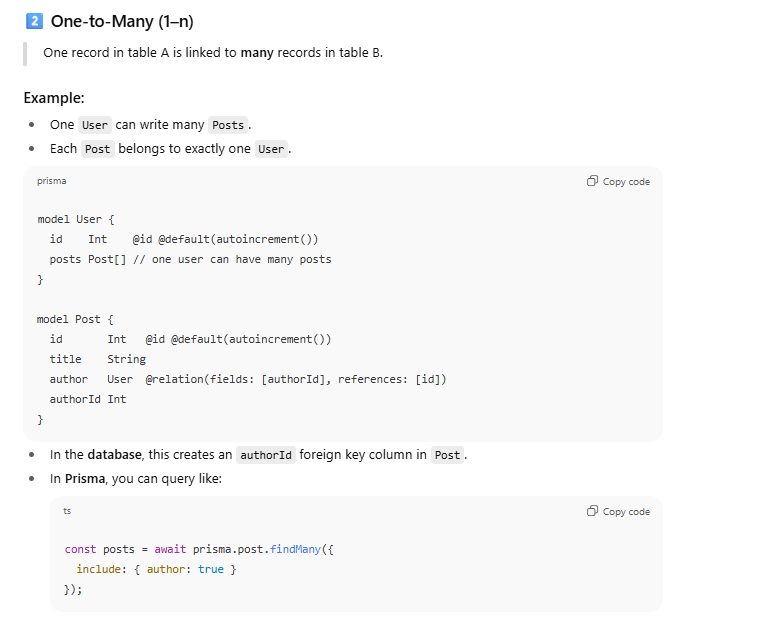 2 One-to-Many (1–n)
One record in table A is linked to many records in table B.
Example:
• One User can write many Posts.
• Each Post belongs to exactly one User.
prisma Copy code
model User {
  id    Int    @id @default(autoincrement())
  posts Post[] // one user can have many posts
}
model Post {
  id       Int   @id @default(autoincrement())
  title    String
  author   User  @relation(fields: [authorId], references: [id])
  authorId Int
}
• In the database, this creates an authorId foreign key column in Post.
• In Prisma, you can query like:
ts Copy code
const posts = await prisma.post.findMany({
  include: { author: true }
});